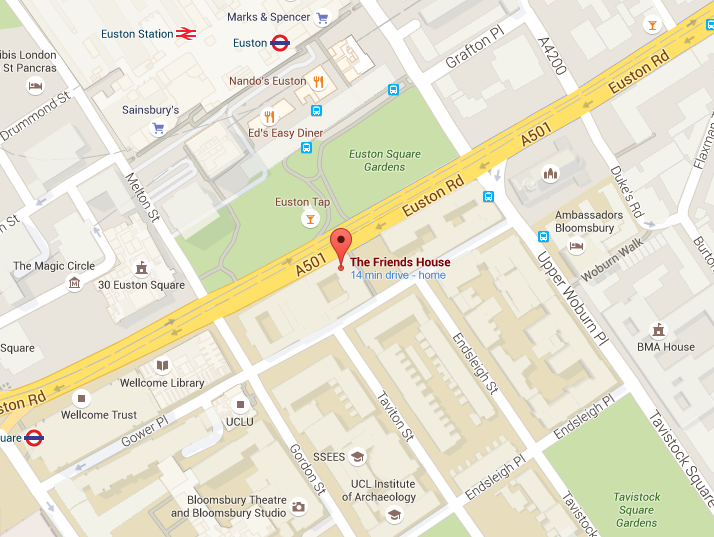 Marks & Spencer
Euston Station
Euston
Grafton Pl
A4200
Euston Rd
ibis London
St Pancras
Nando's Euston
Drummond St
Sainsbury's
Ed's Easy Diner
A501
Euston Square
Gardens
Flaxman
Melton St
Euston Tap
Euston Rd
Duke's Rd
Ambassadors
Bloomsbury
n St
The Magic Circle
30 Euston Square
A501
The Friends House
14 min drive - home
Woburn Walk
Burto
Upper Woburn Pl
Square
BMA House
Wellcome Library
Endsleigh St
ston Rd
Wellcome Trust
UCLU
Gower Pl
Taviton St
Endsleigh Pl
uare
Gordon St
SSEES
Tavistock Square
UCL Institute
of Archaeology
Endsleigh Pl
Bloomsbury Theatre
and Bloomsbury Studio
Tavistock
Tavistock
Square
Gardens